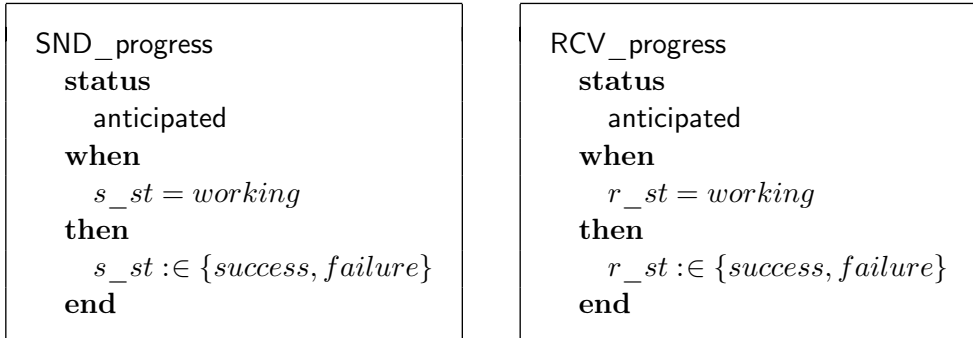 SND_progress
status
anticipated
when
s_st = working
then
s_st :∈ {success, failure}
end
RCV_progress
status
anticipated
when
r_st = working
then
r_st :∈ {success, failure}
end